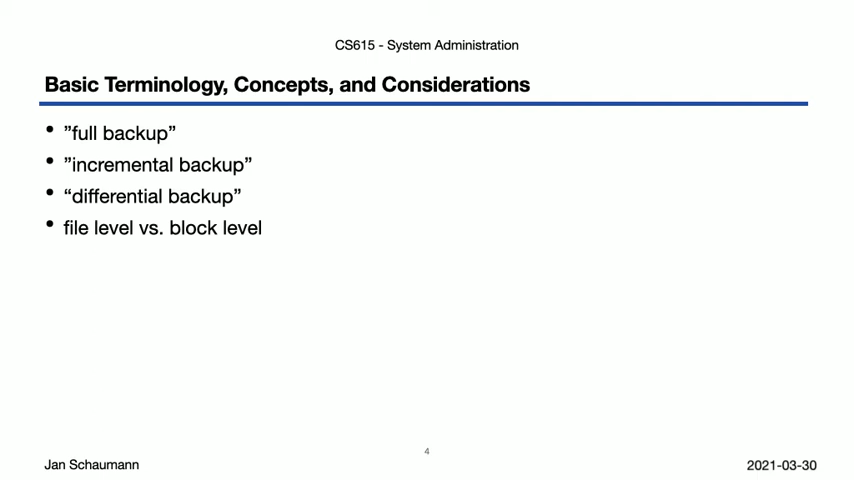 CS615 - System Administration
Basic Terminology, Concepts, and Considerations
• ”full backup”
• ”incremental backup”
• “differential backup”
• file level vs. block level
4
Jan Schaumann
2021-03-30